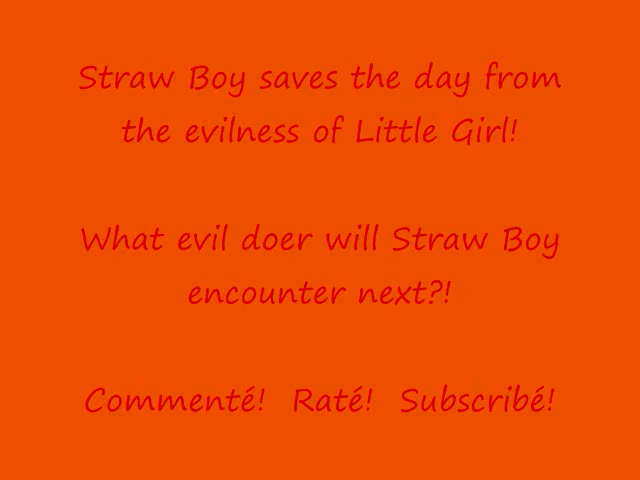 Straw Boy saves the day from
the evilness of Little Girl!
What evil doer will Straw Boy
encounter next?!
Commenté!  Raté!  Subscribé!